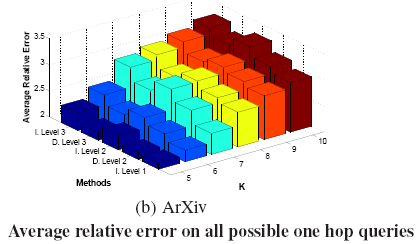 3.5
3
2.5
2
Average Relative Error
I. Level 3
D. Level 3
I. Level 2
D. Level 2
I. Level 1
Methods
5
6
7
8
9
10
K
(b) ArXiv
Average relative error on all possible one hop queries